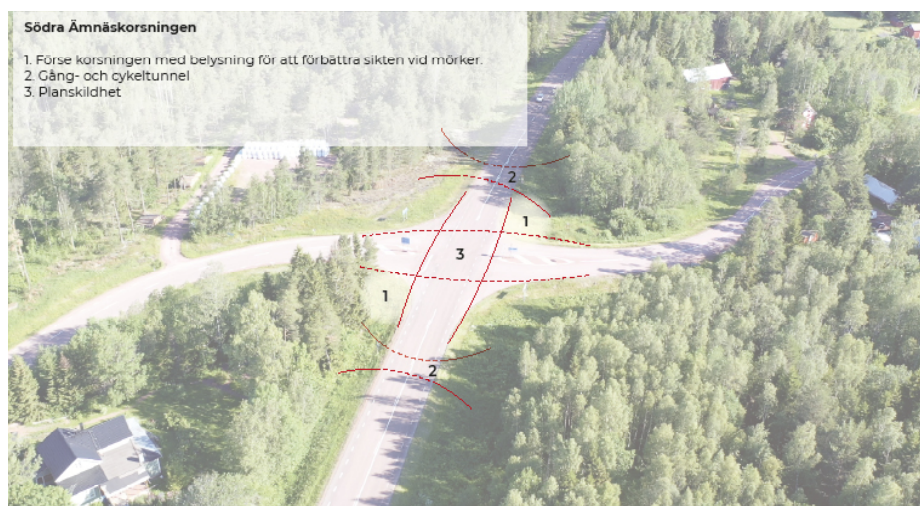 Södra Ämnäskorsningen
1. Förse korsningen med belysning för att förbättra sikten vid mörker.
2. Gång- och cykeltunnel
3. Planskildhet
2
1
3
1
2